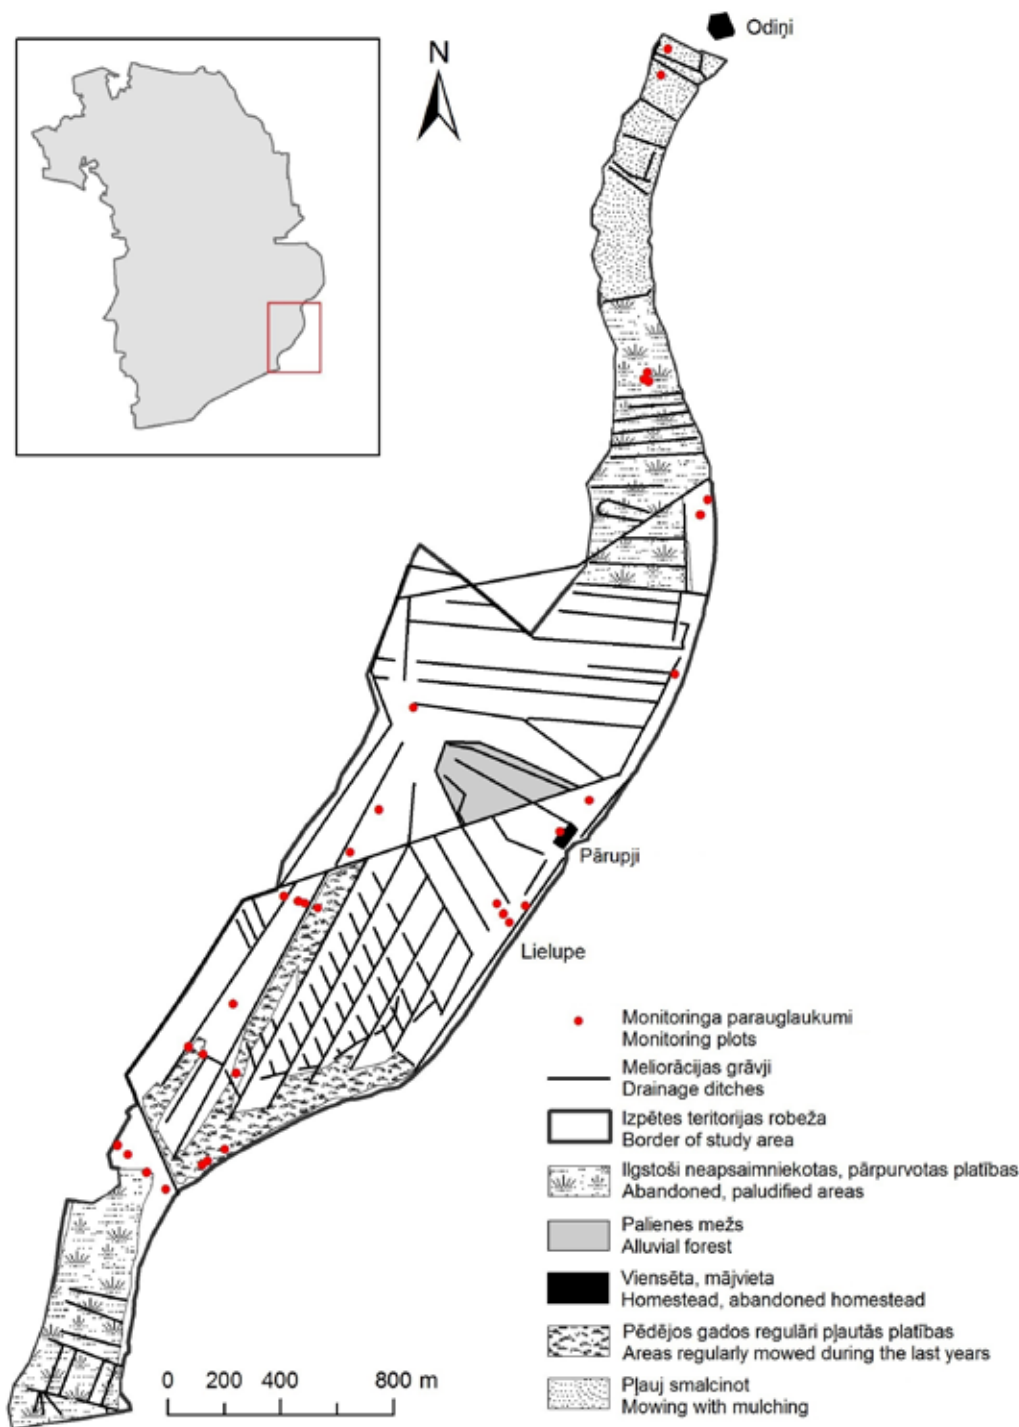 Odiņi
N
Pārupji
Lielupe
Monitoringa parauglaukumi
Monitoring plots
Meliorācijas grāvji
Drainage ditches
Izpētes teritorijas robeža
Border of study area
Ilgstoši neapsaimniekotas, pārpurvotas platības
Abandoned, paludified areas
Palienes mežs
Alluvial forest
Viensēta, mājvieta
Homestead, abandoned homestead
Pēdējos gados regulāri pļautās platības
Areas regularly mowed during the last years
Pļauj smalcinot
Mowing with mulching
0 200 400 800 m